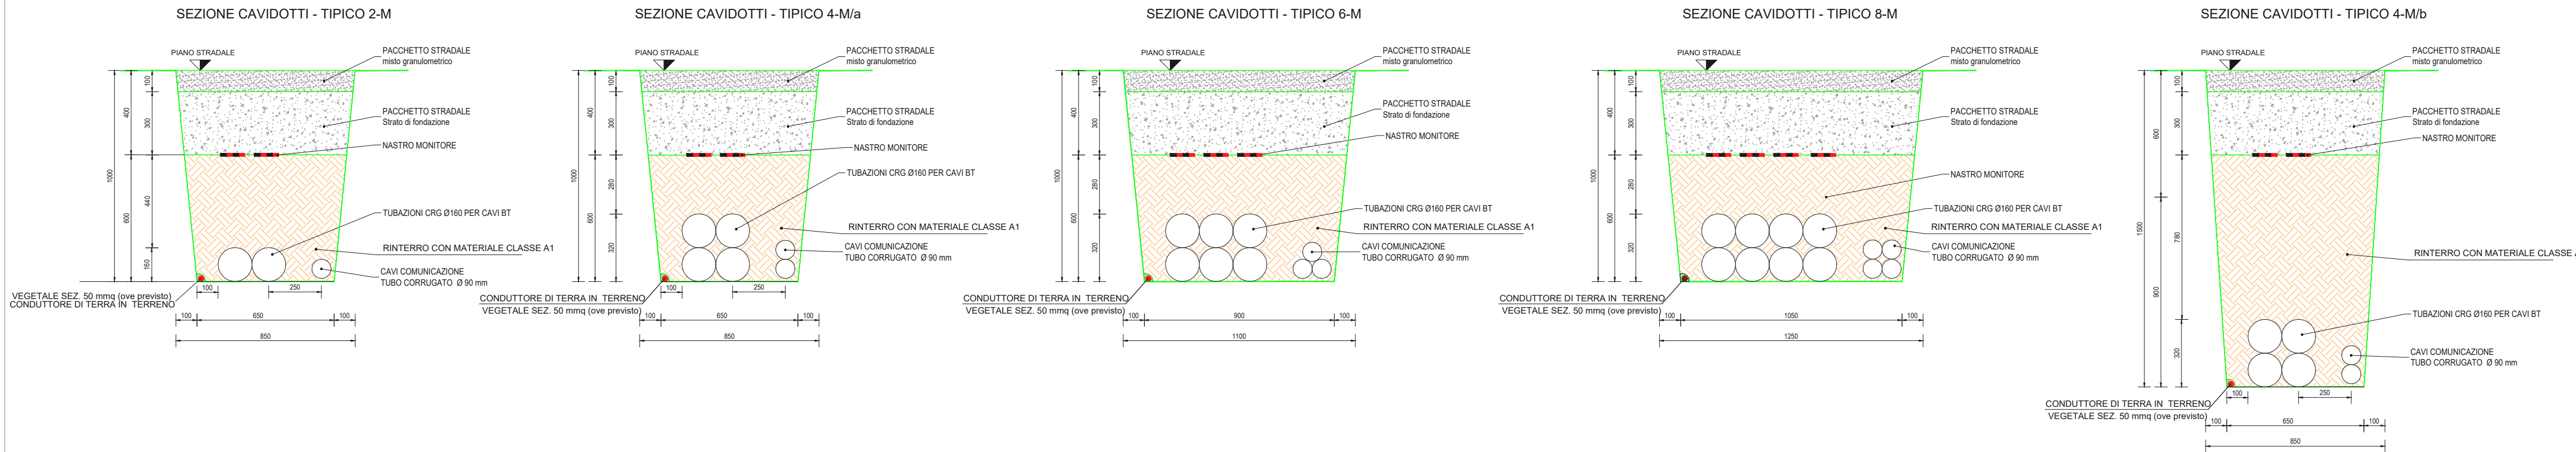 SEZIONE CAVIDOTTI - TIPICO 2-M
PIANO STRADALE
PACCHETTO STRADALE
misto granulometrico
PACCHETTO STRADALE
Strato di fondazione
NASTRO MONITORE
TUBAZIONI CRG Ø160 PER CAVI BT
RINTERRO CON MATERIALE CLASSE A1
CAVI COMUNICAZIONE
TUBO CORRUGATO Ø 90 mm
VEGETALE SEZ. 50 mmq (ove previsto)
CONDUTTORE DI TERRA IN TERRENO
1000
400
600
100
300
440
160
100
250
100
650
100
850
SEZIONE CAVIDOTTI - TIPICO 4-M/a
PIANO STRADALE
PACCHETTO STRADALE
misto granulometrico
PACCHETTO STRADALE
Strato di fondazione
NASTRO MONITORE
TUBAZIONI CRG Ø160 PER CAVI BT
RINTERRO CON MATERIALE CLASSE A1
CAVI COMUNICAZIONE
TUBO CORRUGATO Ø 90 mm
CONDUTTORE DI TERRA IN TERRENO
VEGETALE SEZ. 50 mmq (ove previsto)
1000
400
600
100
300
280
320
100
250
100
650
100
850
SEZIONE CAVIDOTTI - TIPICO 6-M
PIANO STRADALE
PACCHETTO STRADALE
misto granulometrico
PACCHETTO STRADALE
Strato di fondazione
NASTRO MONITORE
TUBAZIONI CRG Ø160 PER CAVI BT
RINTERRO CON MATERIALE CLASSE A1
CAVI COMUNICAZIONE
TUBO CORRUGATO Ø 90 mm
CONDUTTORE DI TERRA IN TERRENO
VEGETALE SEZ. 50 mmq (ove previsto)
1000
400
600
100
300
280
320
100
900
100
1100
SEZIONE CAVIDOTTI - TIPICO 8-M
PIANO STRADALE
PACCHETTO STRADALE
misto granulometrico
PACCHETTO STRADALE
Strato di fondazione
NASTRO MONITORE
TUBAZIONI CRG Ø160 PER CAVI BT
RINTERRO CON MATERIALE CLASSE A1
CAVI COMUNICAZIONE
TUBO CORRUGATO Ø 90 mm
CONDUTTORE DI TERRA IN TERRENO
VEGETALE SEZ. 50 mmq (ove previsto)
1000
400
600
100
300
280
320
100
1050
100
1250
SEZIONE CAVIDOTTI - TIPICO 4-M/b
PIANO STRADALE
PACCHETTO STRADALE
misto granulometrico
PACCHETTO STRADALE
Strato di fondazione
NASTRO MONITORE
RINTERRO CON MATERIALE CLASSE
TUBAZIONI CRG Ø160 PER CAVI BT
CAVI COMUNICAZIONE
TUBO CORRUGATO Ø 90 mm
CONDUTTORE DI TERRA IN TERRENO
VEGETALE SEZ. 50 mmq (ove previsto)
1500
600
900
100
300
780
320
100
250
100
650
100
850